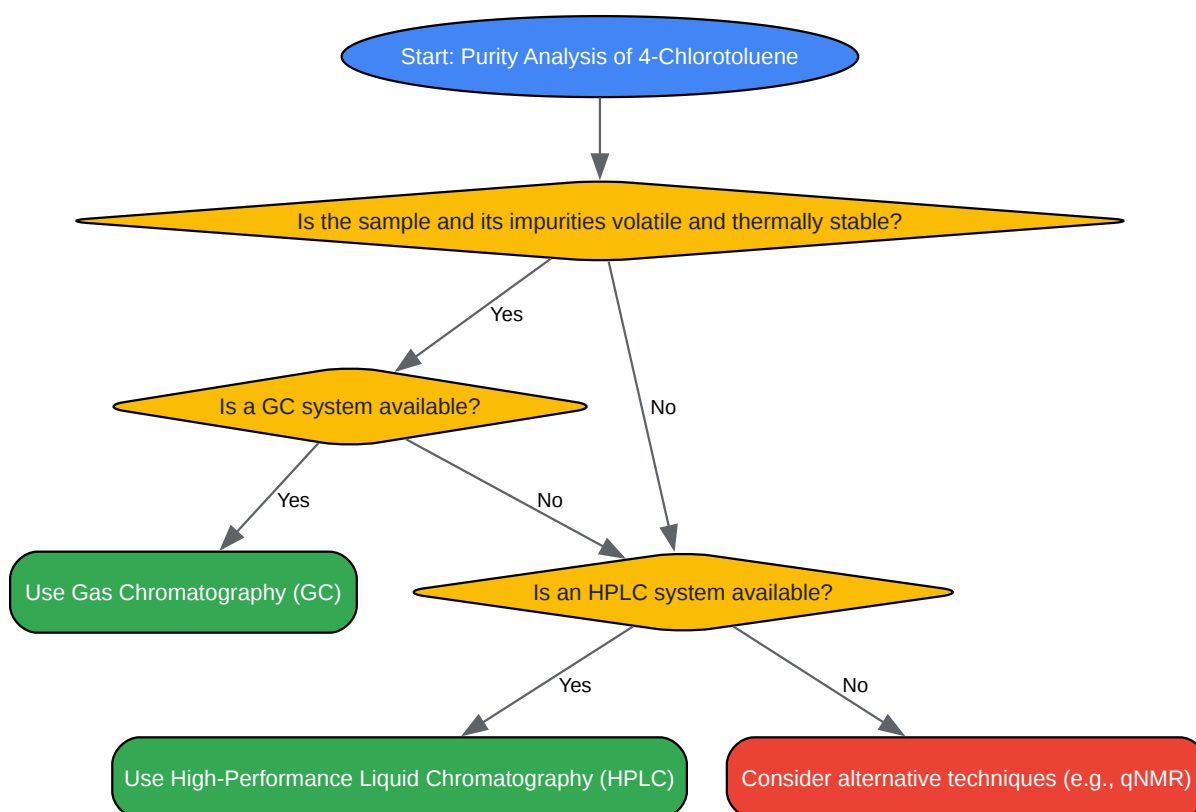 Start: Purity Analysis of 4-Chlorotoluene
Is the sample and its impurities volatile and thermally stable?
Yes
Is a GC system available?
No
Yes
No
Use Gas Chromatography (GC)
Is an HPLC system available?
Yes
No
Use High-Performance Liquid Chromatography (HPLC)
Consider alternative techniques (e.g., qNMR)